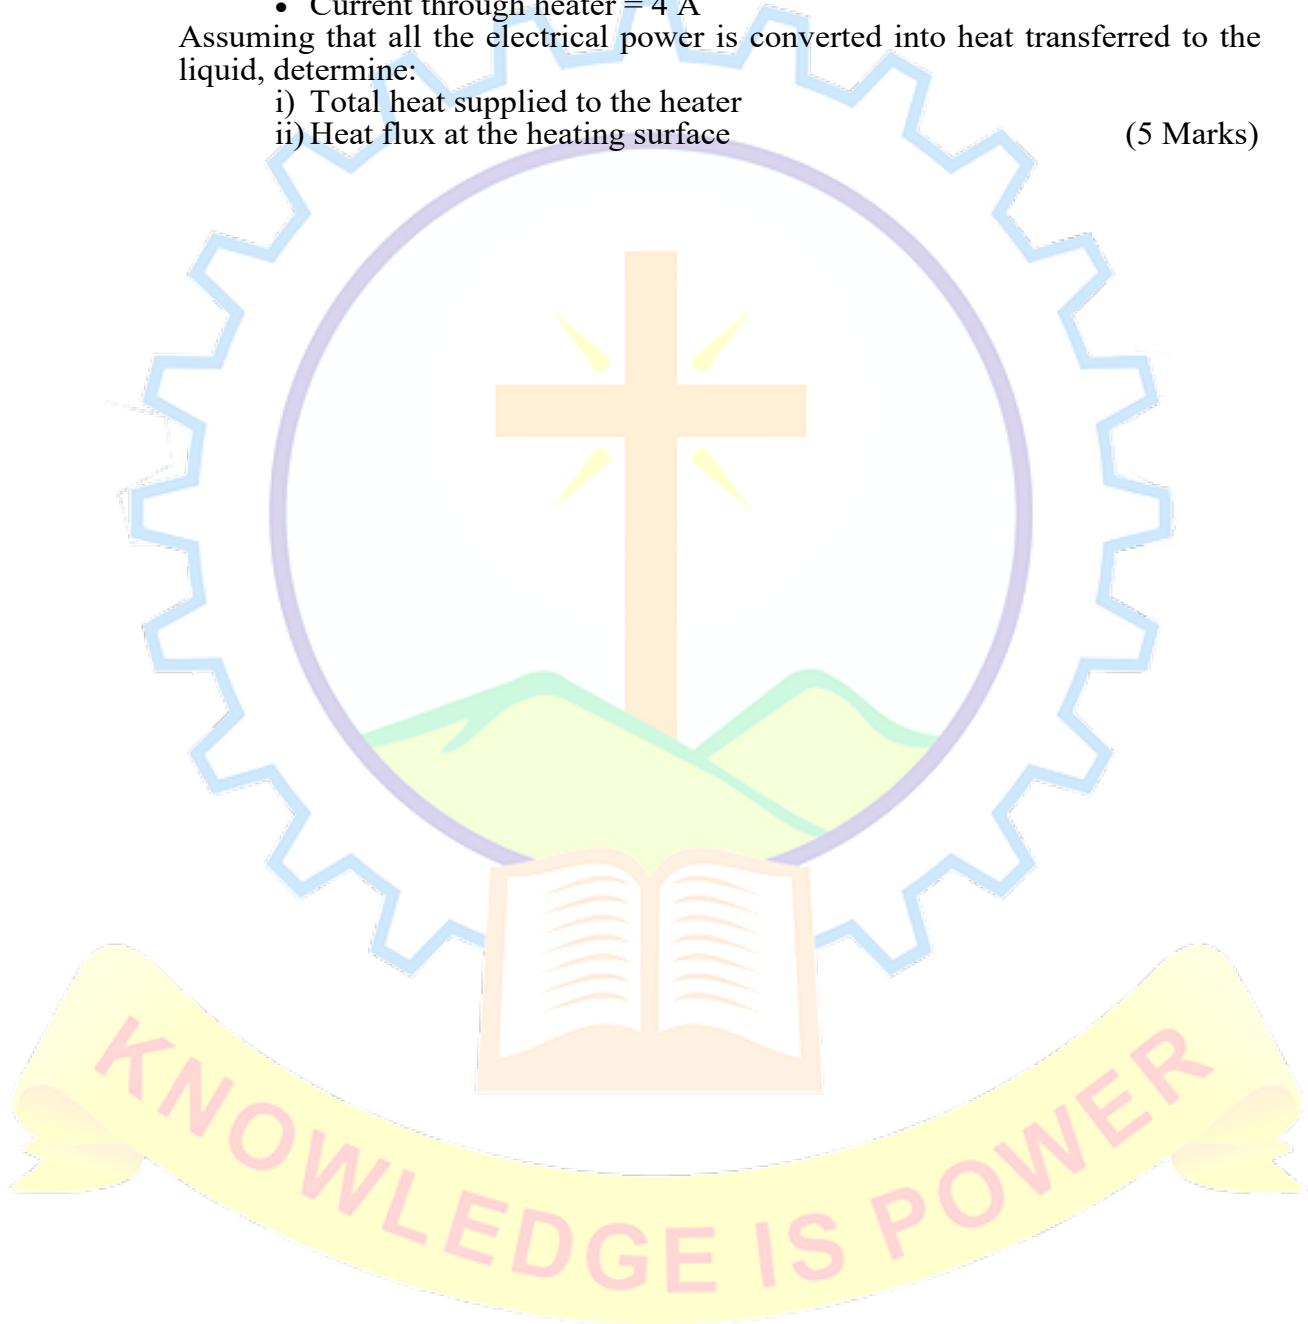 • Current through heater = 4 A
Assuming that all the electrical power is converted into heat transferred to the
liquid, determine:
i) Total heat supplied to the heater
ii) Heat flux at the heating surface (5 Marks)
KNOWLEDGE IS POWER